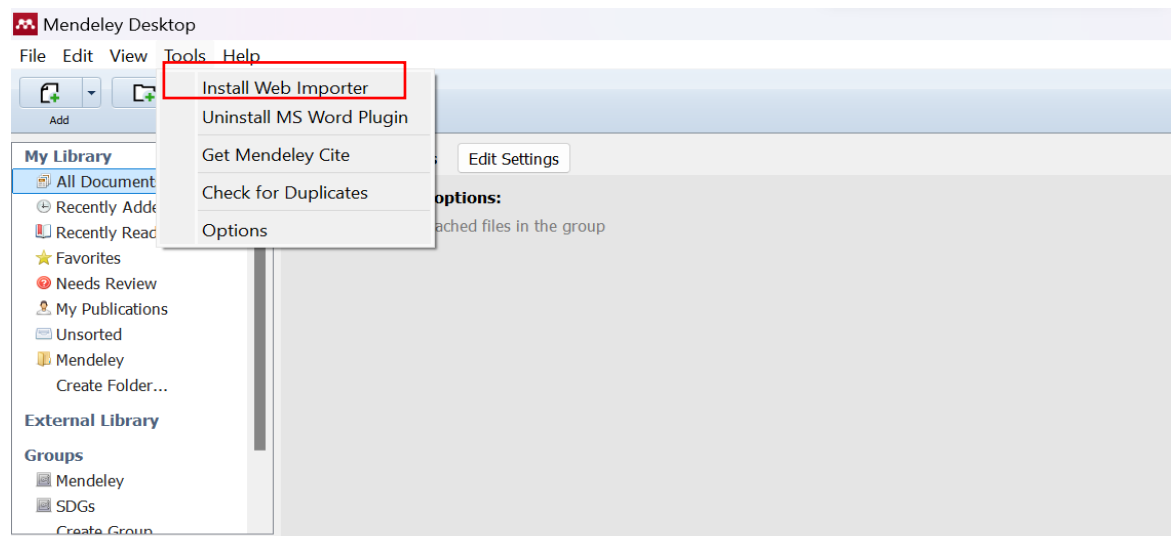 Mendeley Desktop
File Edit View Tools Help
Install Web Importer
Uninstall MS Word Plugin
Get Mendeley Cite
Check for Duplicates
Options
Add
My Library
All Document
Recently Adde
Recently Read
Favorites
Needs Review
My Publications
Unsorted
Mendeley
Create Folder...
External Library
Groups
Mendeley
SDGs
Create Group
Edit Settings
options:
ached files in the group